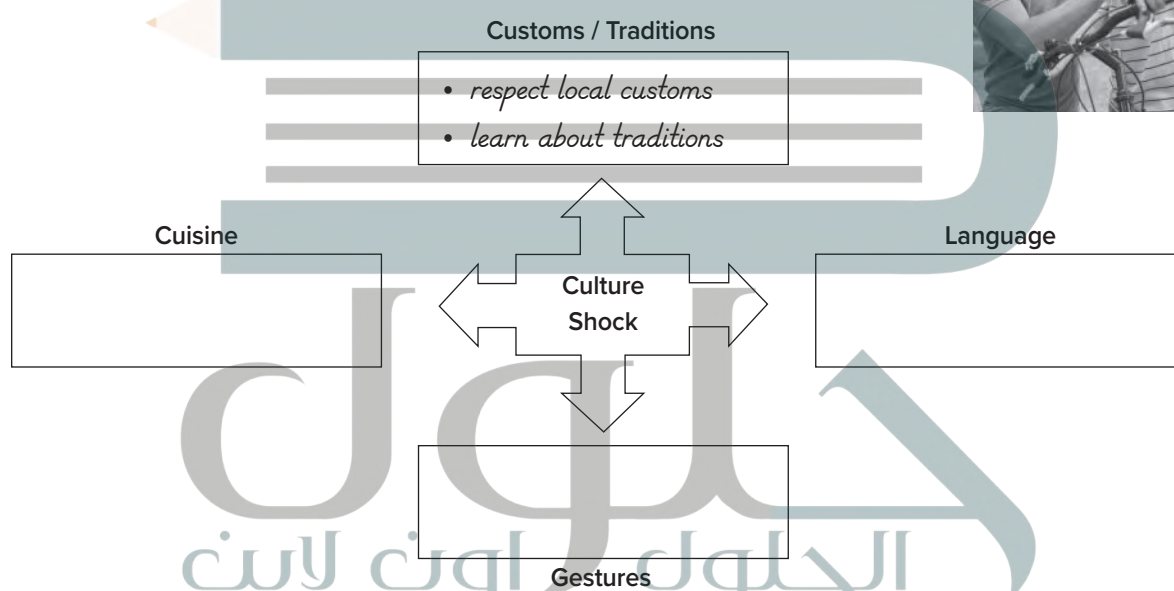 Customs / Traditions
• respect local customs
• learn about traditions
Cuisine
Language
Culture
Shock
Gestures
حلول
الحلول اون لاين